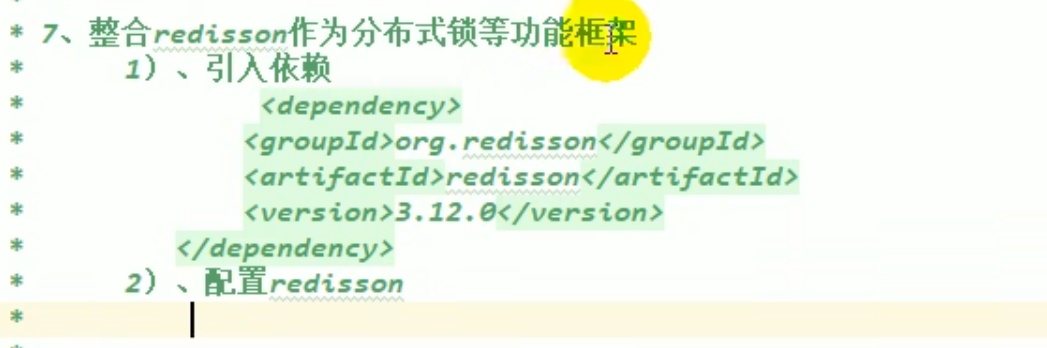 * 7、整合redisson作为分布式锁等功能框架
* 1）、引入依赖
* <dependency>
* <groupId>org.redisson</groupId>
* <artifactId>redisson</artifactId>
* <version>3.12.0</version>
* </dependency>
* 2）、配置redisson
*